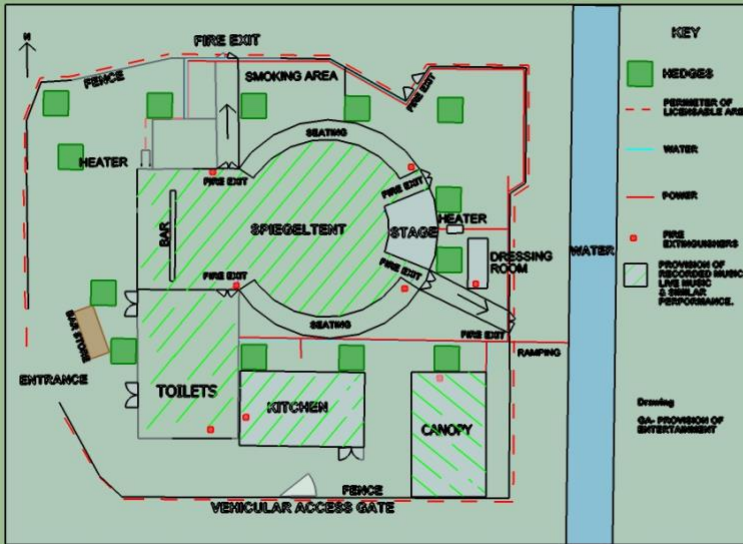 N
FIRE EXIT
FENCE
SMOKING AREA
FIRE EXIT
SEATING
HEATER
FIRE EXIT
FIRE EXIT
BAR
SPIEGELTENT
STAGE
HEATER
DRESSING
ROOM
FIRE EXIT
FIRE EXIT
SEATING
FIRE EXIT
BAR STORE
RAMPING
ENTRANCE
TOILETS
KITCHEN
CANOPY
FENCE
VEHICULAR ACCESS GATE
WATER
KEY
HEDGES
PERIMETER OF
LICENSABLE AREA
WATER
POWER
FIRE
EXTINGUISHERS
PROVISION OF
RECORDED MUSIC
LIVE MUSIC
& SIMILAR
PERFORMANCE.
Drawing
GA- PROVISION OF
ENTERTAINMENT